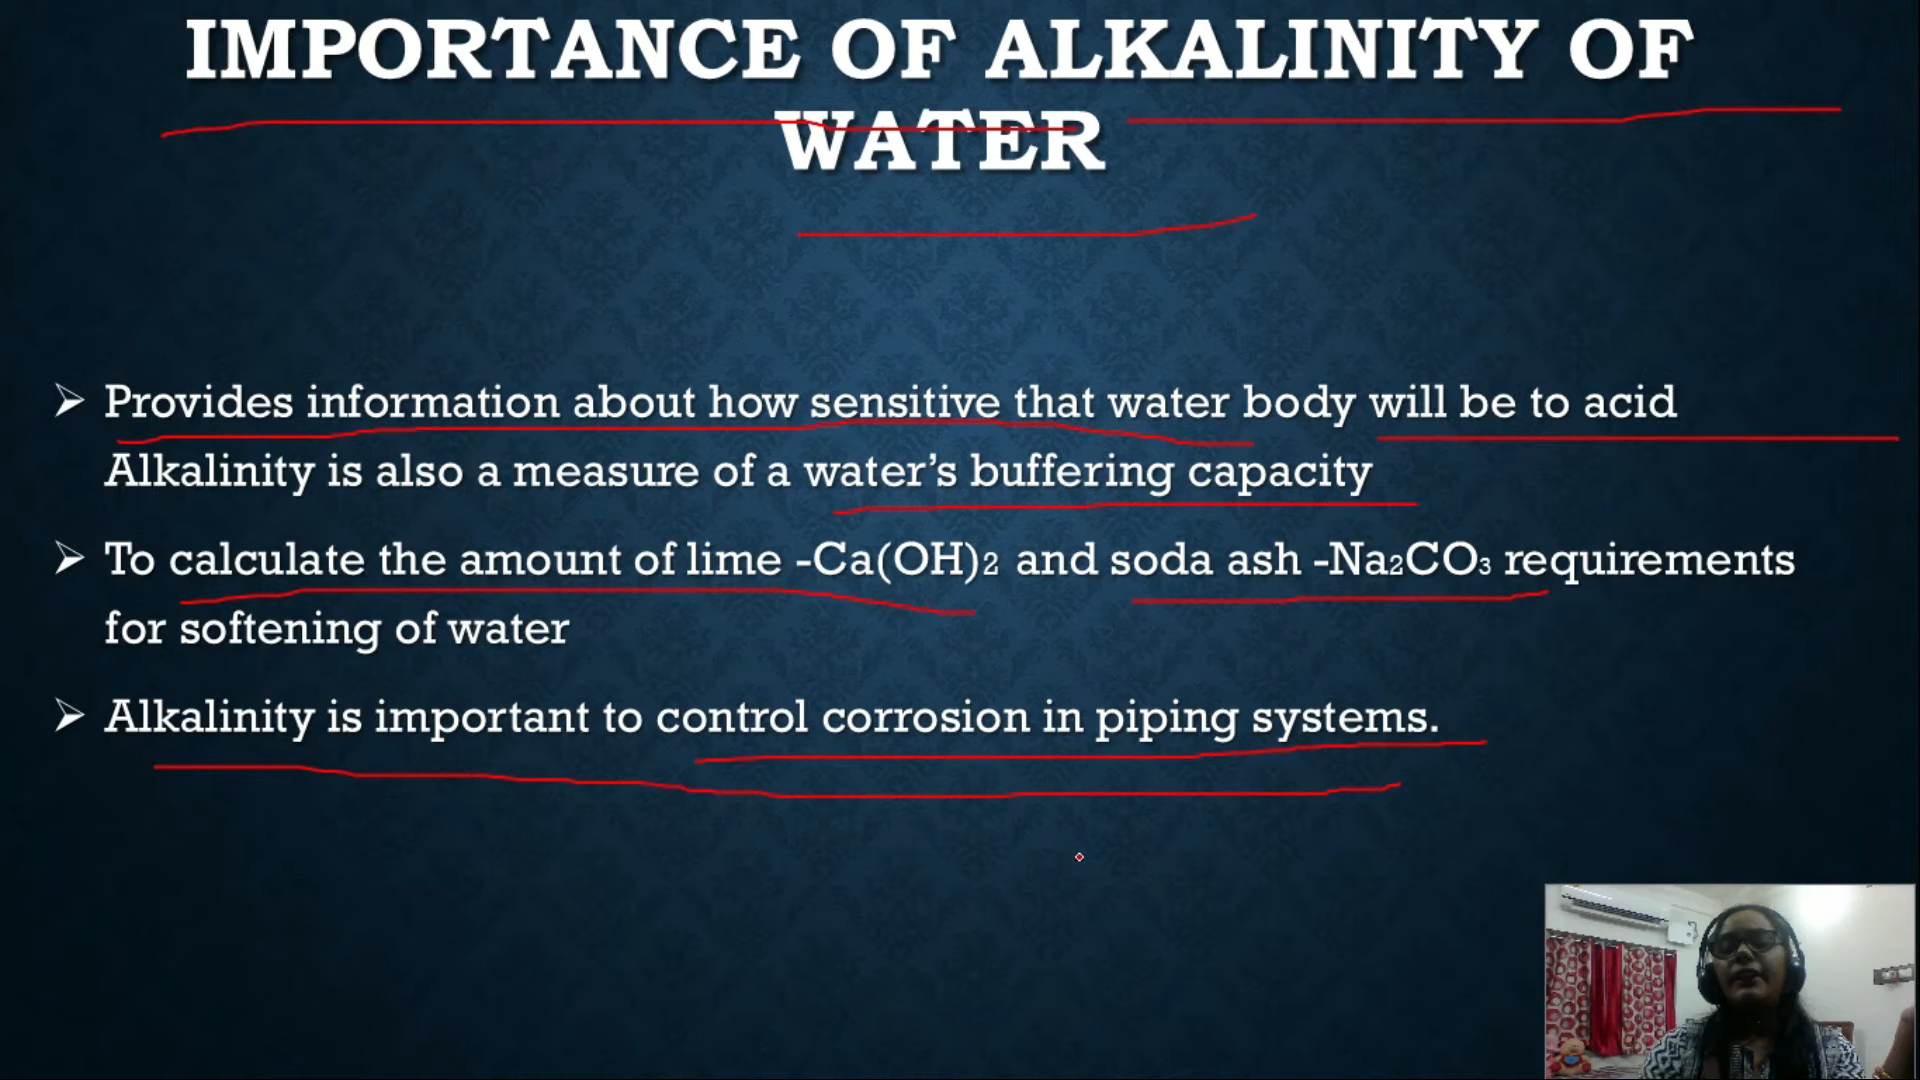 IMPORTANCE OF ALKALINITY OF
WATER
➢ Provides information about how sensitive that water body will be to acid
Alkalinity is also a measure of a water’s buffering capacity
➢ To calculate the amount of lime -Ca(OH)2 and soda ash -Na2CO3 requirements
for softening of water
➢ Alkalinity is important to control corrosion in piping systems.